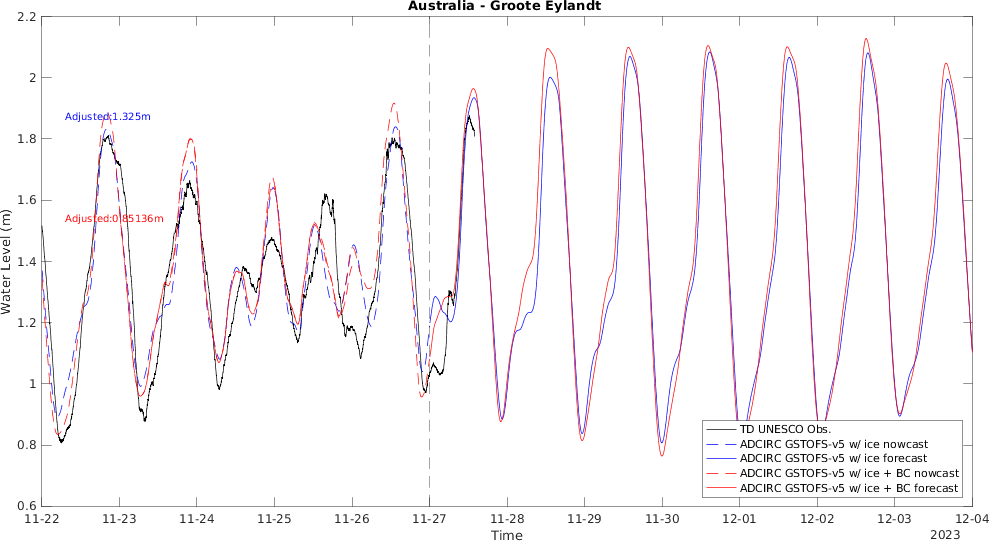 Australia - Groote Eylandt
2.2
2
1.8
1.6
1.4
1.2
1
0.8
0.6
Water Level (m)
Adjusted:1.325m
Adjusted:0.85136m
TD UNESCO Obs.
ADCIRC GSTOFS-v5 w/ ice nowcast
ADCIRC GSTOFS-v5 w/ ice forecast
ADCIRC GSTOFS-v5 w/ ice + BC nowcast
ADCIRC GSTOFS-v5 w/ ice + BC forecast
11-22 11-23 11-24 11-25 11-26 11-27 11-28 11-29 11-30 12-01 12-02 12-03 12-04
Time
2023